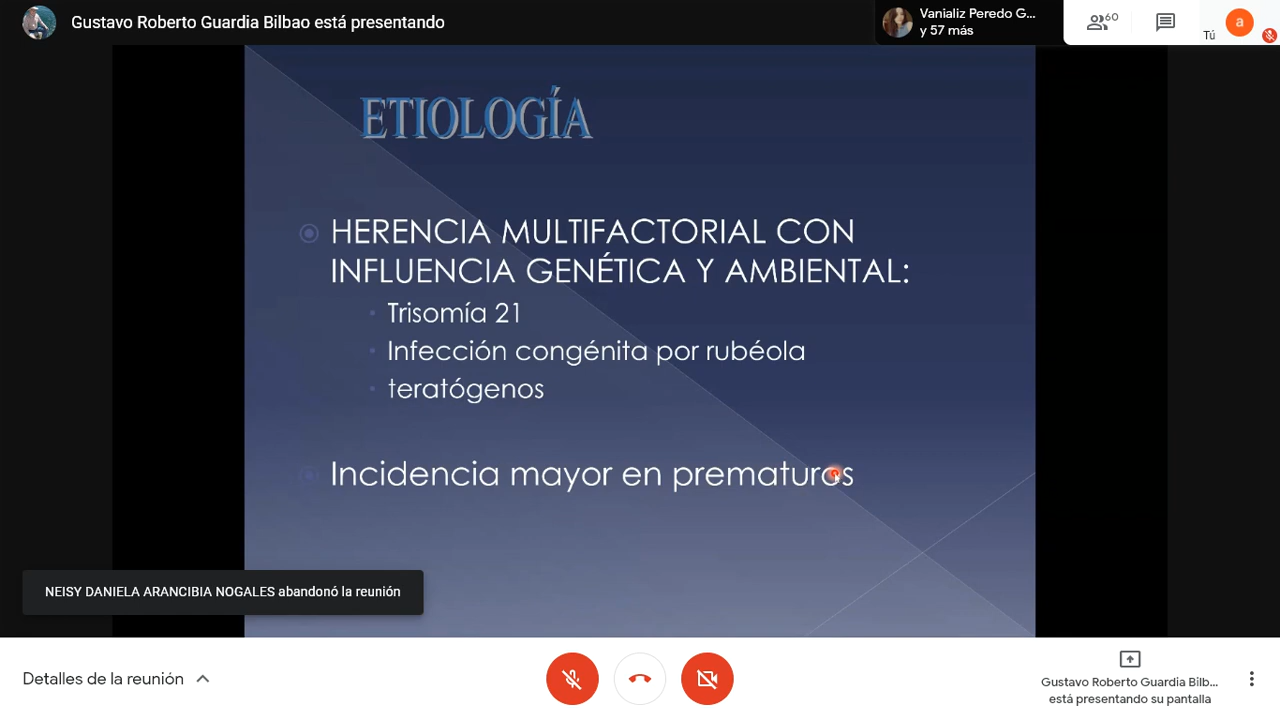 Gustavo Roberto Guardia Bilbao está presentando
Vanializ Peredo G...
y 57 más
60
Tú
a
ETIOLOGÍA
HERENCIA MULTIFACTORIAL CON
INFLUENCIA GENÉTICA Y AMBIENTAL:
Trisomía 21
Infección congénita por rubéola
teratógenos
Incidencia mayor en prematuros
NEISY DANIELA ARANCIBIA NOGALES abandonó la reunión
Detalles de la reunión
Gustavo Roberto Guardia Bilb...
está presentando su pantalla